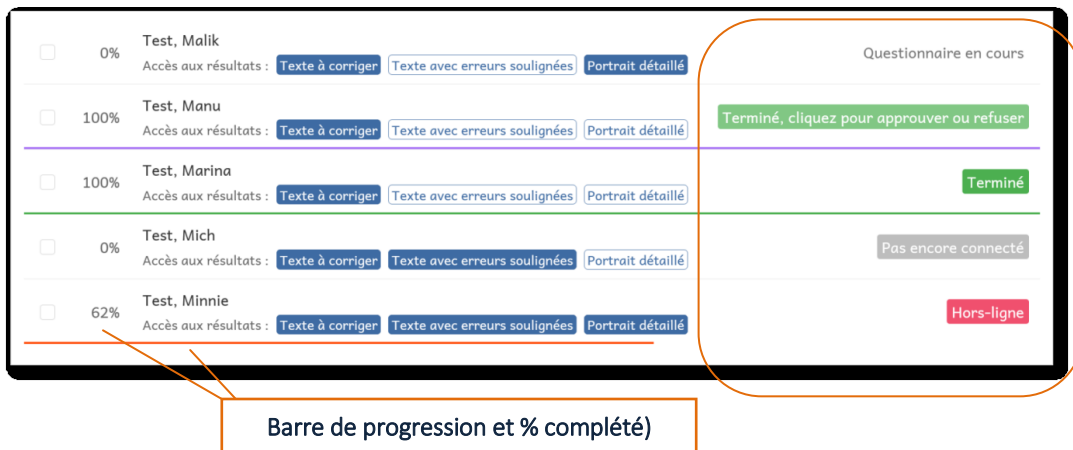 0% Test, Malik
Accès aux résultats : Texte à corriger Texte avec erreurs soulignées Portrait détaillé
Questionnaire en cours
100% Test, Manu
Accès aux résultats : Texte à corriger Texte avec erreurs soulignées Portrait détaillé
Terminé, cliquez pour approuver ou refuser
100% Test, Marina
Accès aux résultats : Texte à corriger Texte avec erreurs soulignées Portrait détaillé
Terminé
0% Test, Mich
Accès aux résultats : Texte à corriger Texte avec erreurs soulignées Portrait détaillé
Pas encore connecté
62% Test, Minnie
Accès aux résultats : Texte à corriger Texte avec erreurs soulignées Portrait détaillé
Hors-ligne
Barre de progression et % complété)